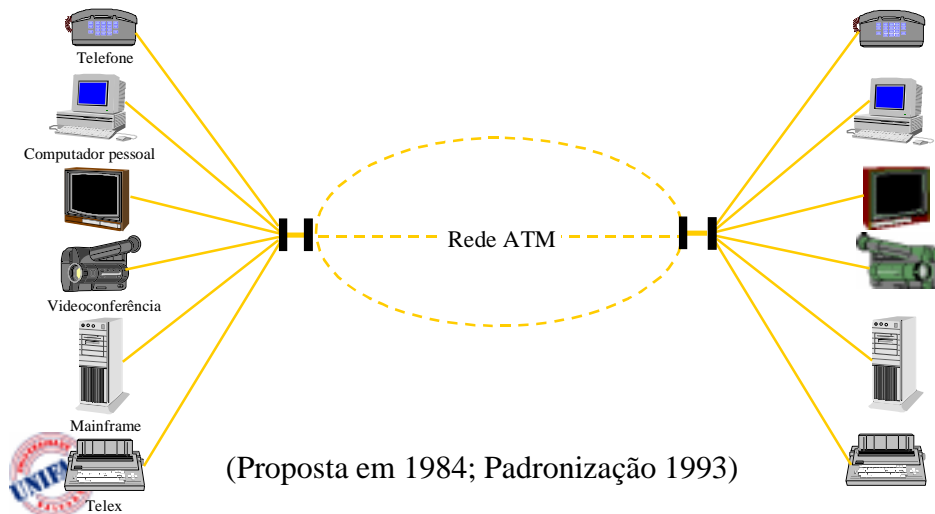 Telefone
Computador pessoal
Rede ATM
Videoconferência
Mainframe
(Proposta em 1984; Padronização 1993)
Telex